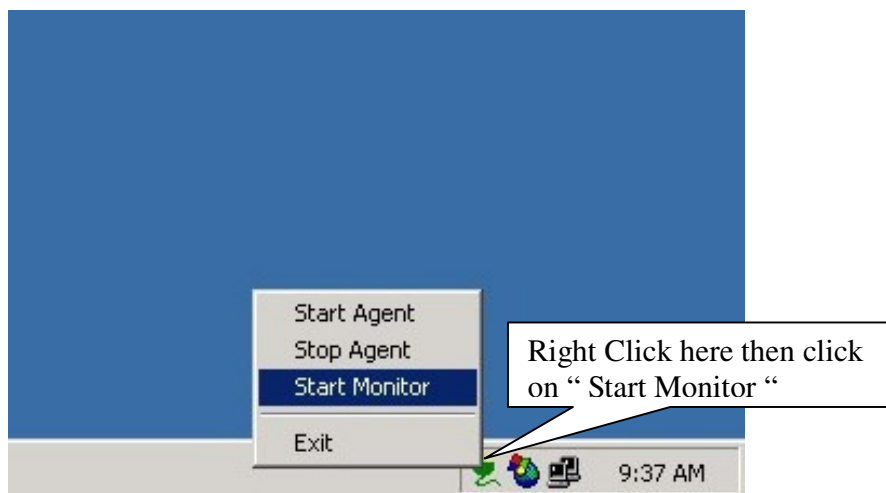 Start Agent
Stop Agent
Start Monitor
Exit
Right Click here then click
on “ Start Monitor “
9:37 AM